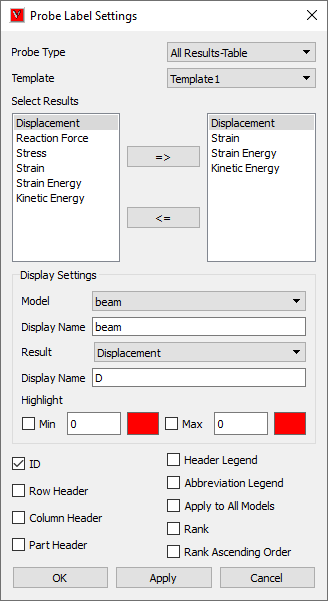 Probe Label Settings
Probe Type All Results-Table
Template Template1
Select Results
Displacement
Reaction Force
Stress
Strain
Strain Energy
Kinetic Energy
=>
<=
Displacement
Strain
Strain Energy
Kinetic Energy
Display Settings
Model beam
Display Name beam
Result Displacement
Display Name D
Highlight
Min 0 Max 0
ID
Row Header
Column Header
Part Header
Header Legend
Abbreviation Legend
Apply to All Models
Rank
Rank Ascending Order
OK Apply Cancel